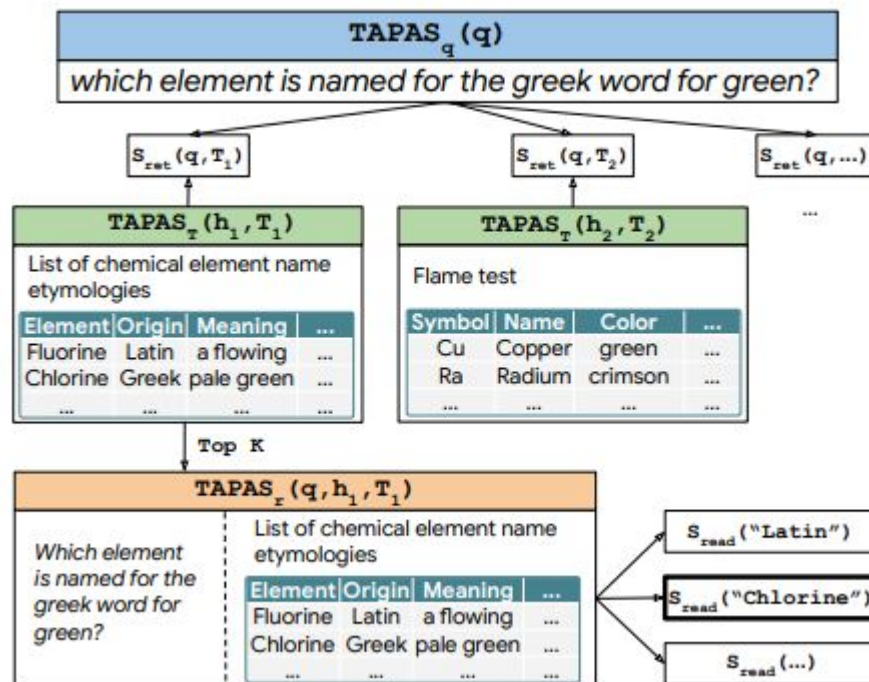 TAPAS_q(q)
which element is named for the greek word for green?
S_ret(q,T_1)
S_ret(q,T_2)
S_ret(q,...)
...
TAPAS_T(h_1,T_1)
List of chemical element name
etymologies
Element Origin Meaning ...
Fluorine Latin a flowing ...
Chlorine Greek pale green ...
... ... ... ...
TAPAS_T(h_2,T_2)
Flame test
Symbol Name Color ...
Cu Copper green ...
Ra Radium crimson ...
... ... ... ...
Top K
TAPAS_r(q,h_1,T_1)
Which element
is named for the
greek word for
green?
List of chemical element name
etymologies
Element Origin Meaning ...
Fluorine Latin a flowing ...
Chlorine Greek pale green ...
... ... ... ...
S_read(“Latin”)
S_read(“Chlorine”)
S_read(...)